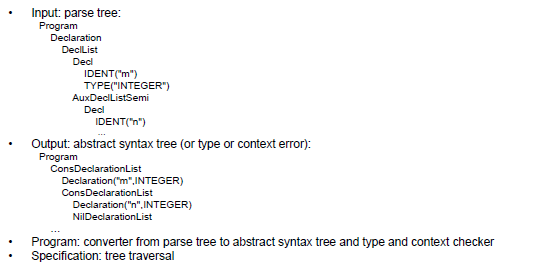 • Input: parse tree:
Program
Declaration
DeclList
Decl
IDENT("m")
TYPE("INTEGER")
AuxDeclListSemi
Decl
IDENT("n")
...
• Output: abstract syntax tree (or type or context error):
Program
ConsDeclarationList
Declaration("m",INTEGER)
ConsDeclarationList
Declaration("n",INTEGER)
NilDeclarationList
...
• Program: converter from parse tree to abstract syntax tree and type and context checker
• Specification: tree traversal